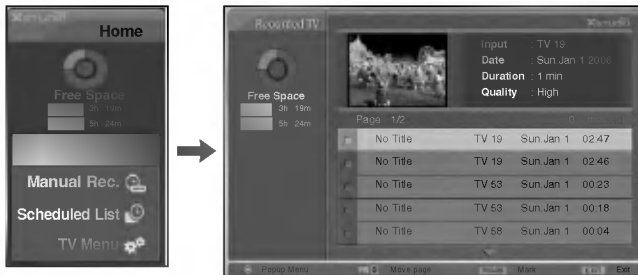 Home
Free Space
3h 19m
5h 24m
Manual Rec.
Scheduled List
TV Menu
Recorded TV
Free Space
3h 19m
5h 24m
Input : TV 19
Date : Sun.Jan 1 2006
Duration : 1 min
Quality : High
Page 1/2
No Title TV 19 Sun.Jan 1 02:47
No Title TV 19 Sun.Jan 1 02:46
No Title TV 53 Sun.Jan 1 00:23
No Title TV 53 Sun.Jan 1 00:18
No Title TV 58 Sun.Jan 1 00:04
Popup Menu Move page Mark Exit